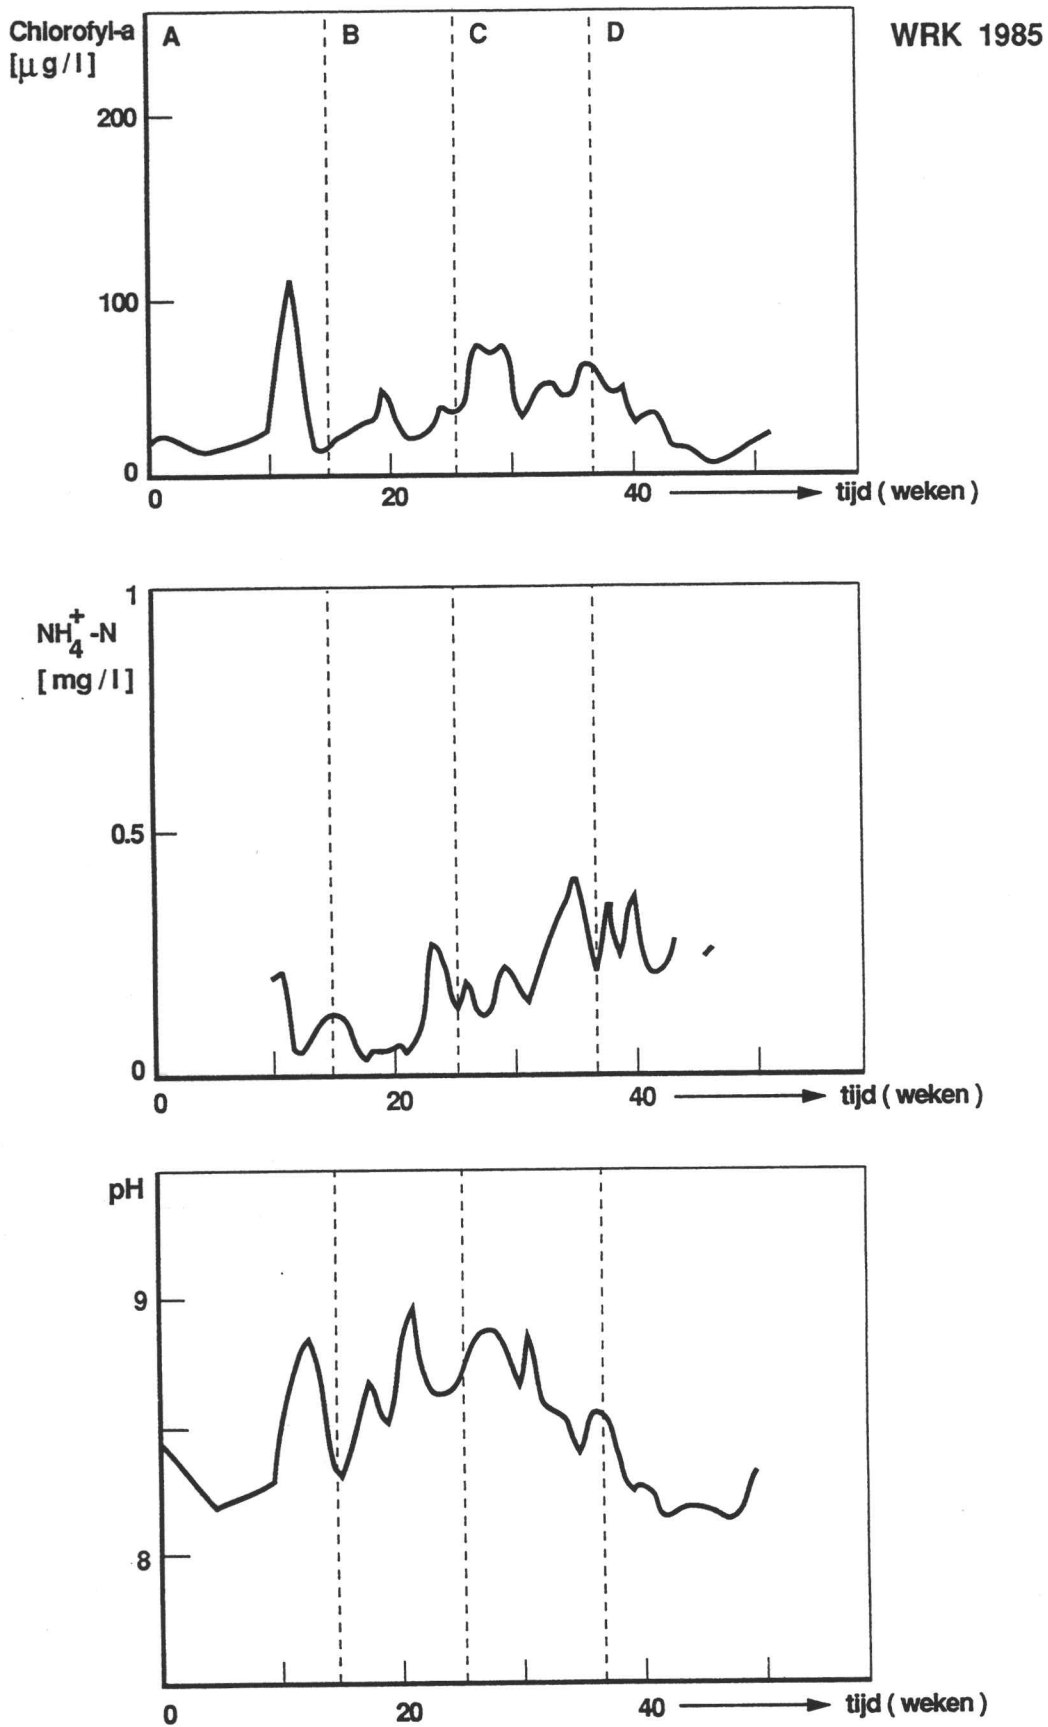 Chlorofyl-a A B C D WRK 1985
[μg/l]
200
100
0
0 20 40 tijd (weken)
1
NH4+-N
[mg/l]
0.5
0
0 20 40 tijd (weken)
pH
9
8
0 20 40 tijd (weken)